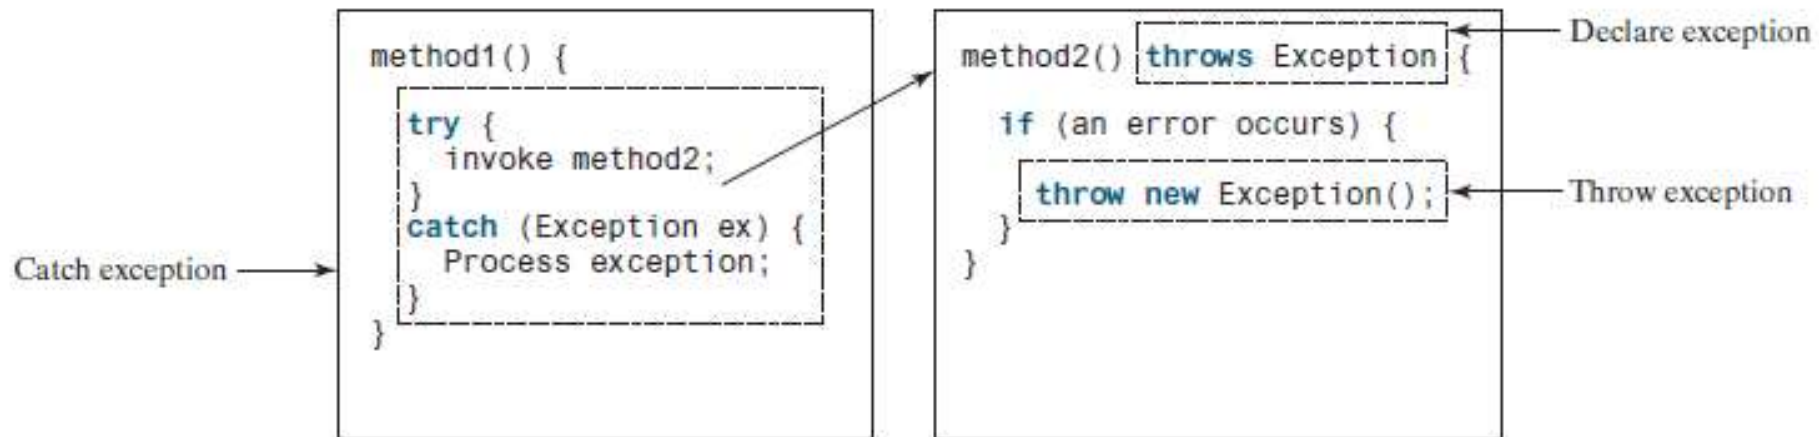 Catch exception
method1() {
try {
invoke method2;
}
catch (Exception ex) {
Process exception;
}
}
method2() throws Exception {
if (an error occurs) {
throw new Exception();
}
}
Declare exception
Throw exception